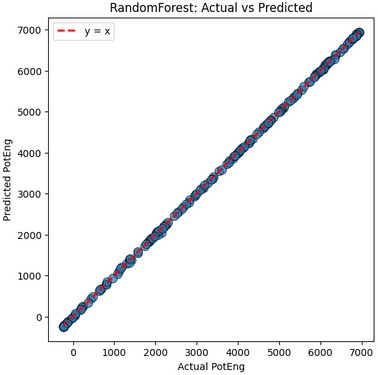 RandomForest: Actual vs Predicted
y = x
Predicted PotEng
7000
6000
5000
4000
3000
2000
1000
0
0 1000 2000 3000 4000 5000 6000 7000
Actual PotEng